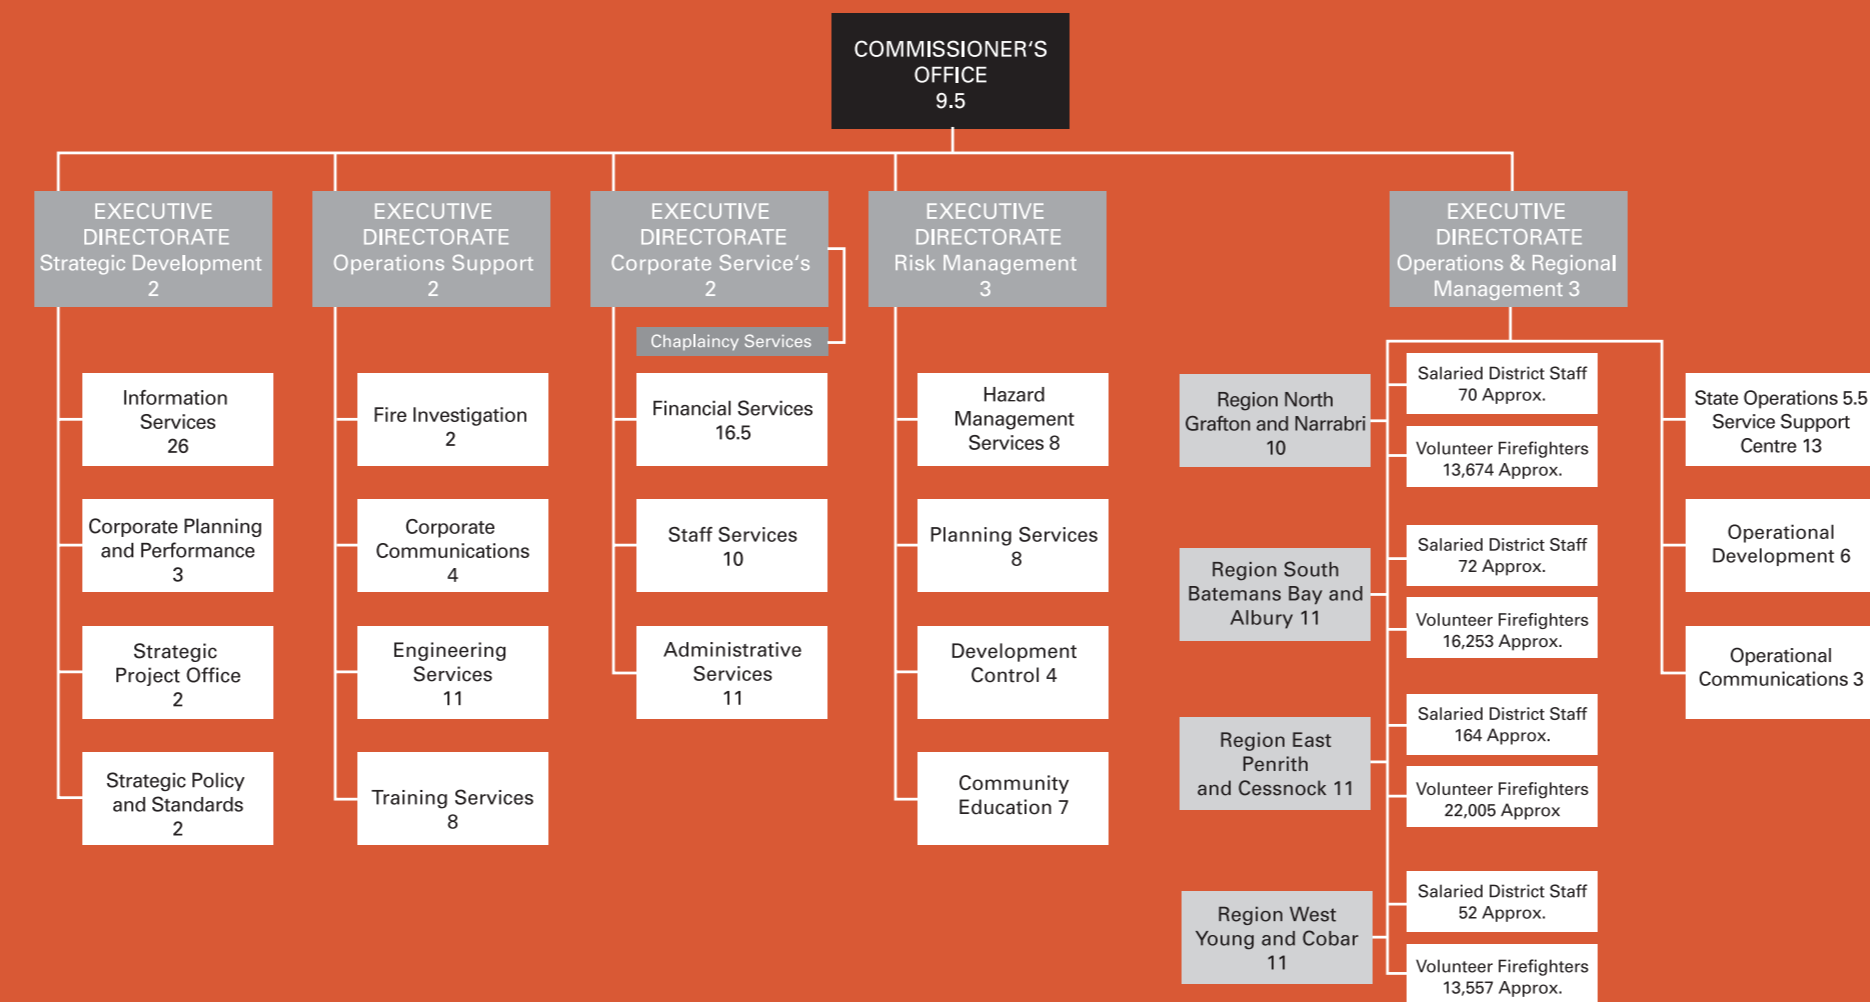 COMMISSIONER‘S
OFFICE
9.5
EXECUTIVE
DIRECTORATE
Strategic Development
2
Information
Services
26
Corporate Planning
and Performance
3
Strategic
Project Office
2
Strategic Policy
and Standards
2
EXECUTIVE
DIRECTORATE
Operations Support
2
Fire Investigation
2
Corporate
Communications
4
Engineering
Services
11
Training Services
8
EXECUTIVE
DIRECTORATE
Corporate Service‘s
2
Chaplaincy Services
Financial Services
16.5
Staff Services
10
Administrative
Services
11
EXECUTIVE
DIRECTORATE
Risk Management
3
Hazard
Management
Services 8
Planning Services
8
Development
Control 4
Community
Education 7
EXECUTIVE
DIRECTORATE
Operations & Regional
Management 3
Region North
Grafton and Narrabri
10
Salaried District Staff
70 Approx.
Volunteer Firefighters
13,674 Approx.
Region South
Batemans Bay and
Albury 11
Salaried District Staff
72 Approx.
Volunteer Firefighters
16,253 Approx.
Region East
Penrith
and Cessnock 11
Salaried District Staff
164 Approx.
Volunteer Firefighters
22,005 Approx
Region West
Young and Cobar
11
Salaried District Staff
52 Approx.
Volunteer Firefighters
13,557 Approx.
State Operations 5.5
Service Support
Centre 13
Operational
Development 6
Operational
Communications 3